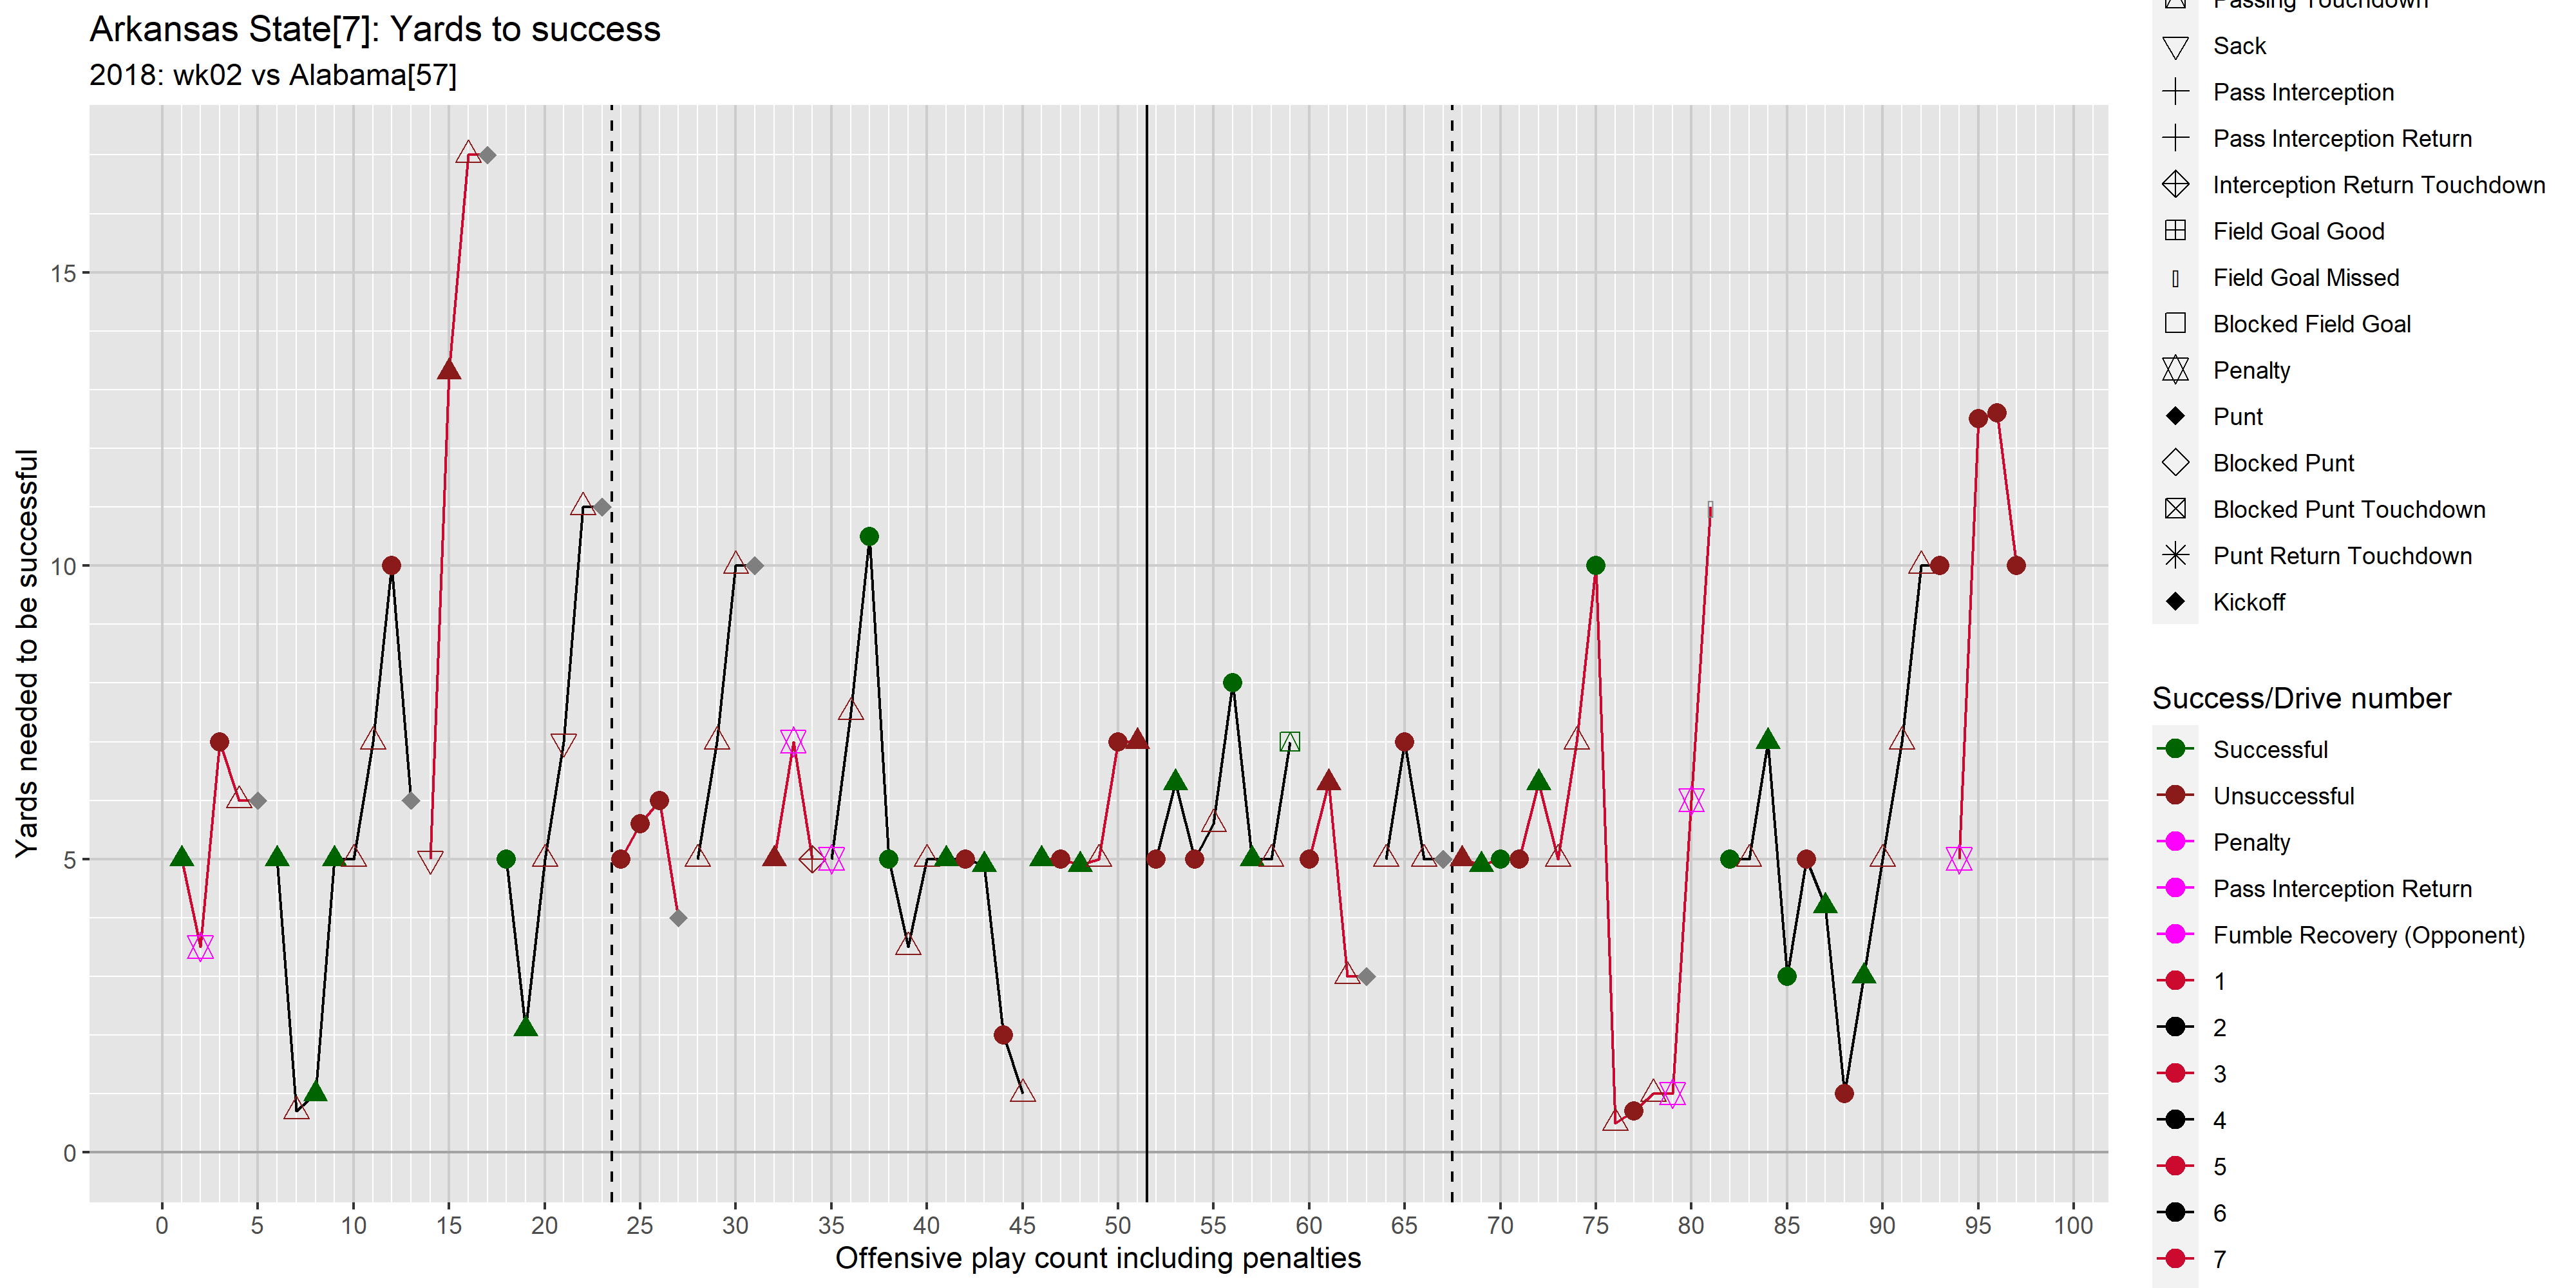 Arkansas State[7]: Yards to success
2018: wk02 vs Alabama[57]
Yards needed to be successful
15
10
5
0
0 5 10 15 20 25 30 35 40 45 50 55 60 65 70 75 80 85 90 95 100
Offensive play count including penalties
Passing Touchdown
Sack
Pass Interception
Pass Interception Return
Interception Return Touchdown
Field Goal Good
Field Goal Missed
Blocked Field Goal
Penalty
Punt
Blocked Punt
Blocked Punt Touchdown
Punt Return Touchdown
Kickoff
Success/Drive number
Successful
Unsuccessful
Penalty
Pass Interception Return
Fumble Recovery (Opponent)
1
2
3
4
5
6
7